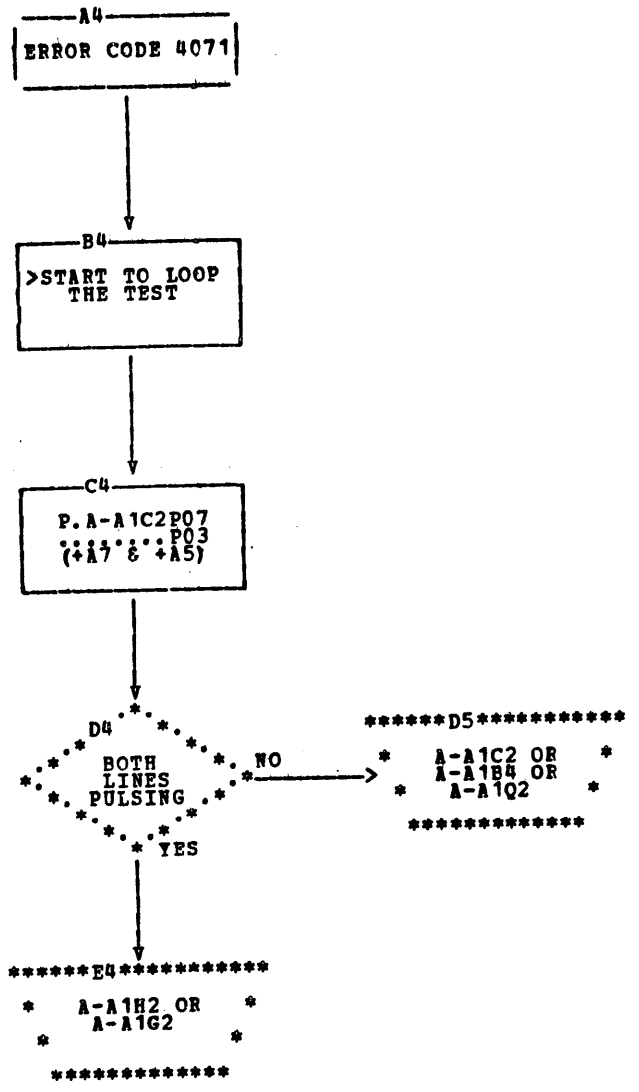 A4
ERROR CODE 4071
B4
>START TO LOOP
THE TEST
C4
P.A-A1C2P07
........P03
(+A7 & +A5)
D4
BOTH
LINES
PULSING
NO
YES
D5
A-A1C2 OR
A-A1B4 OR
A-A1Q2
E4
A-A1H2 OR
A-A1G2